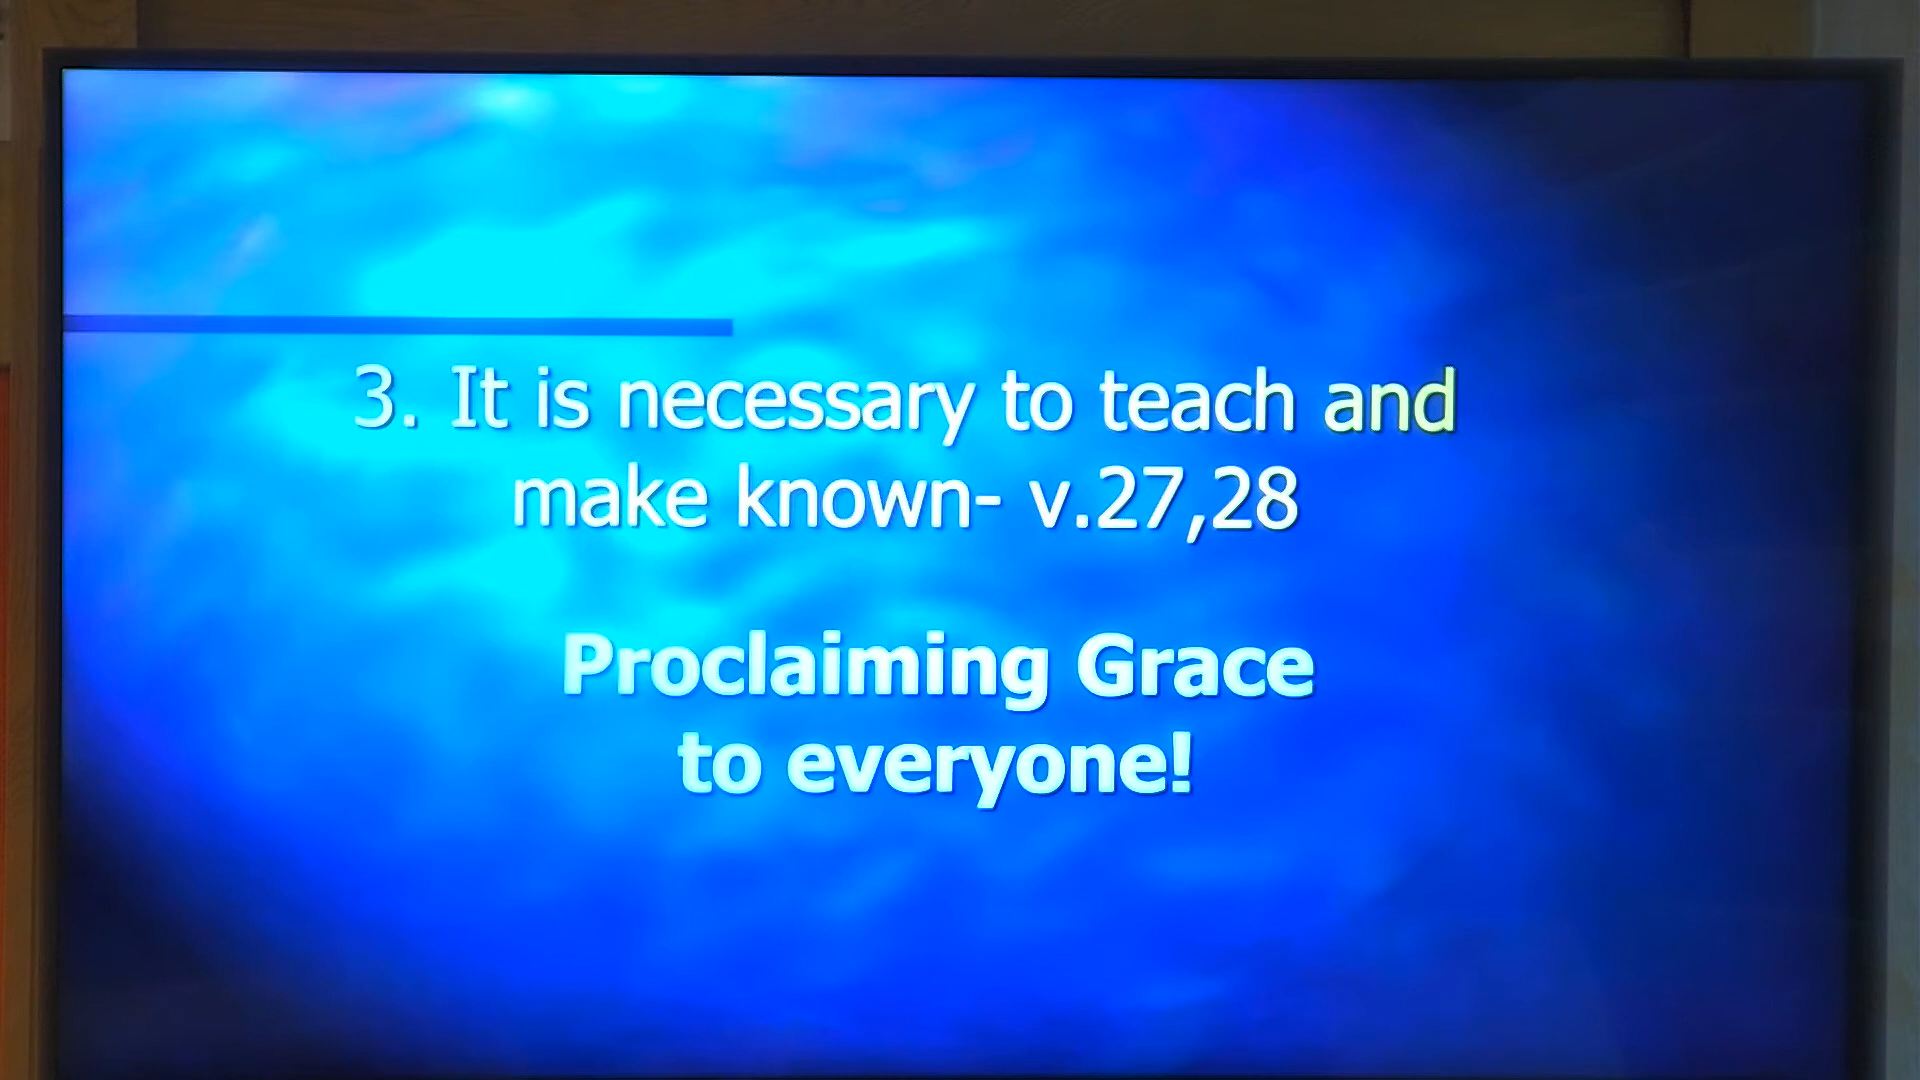 3. It is necessary to teach and
make known- v.27,28
Proclaiming Grace
to everyone!